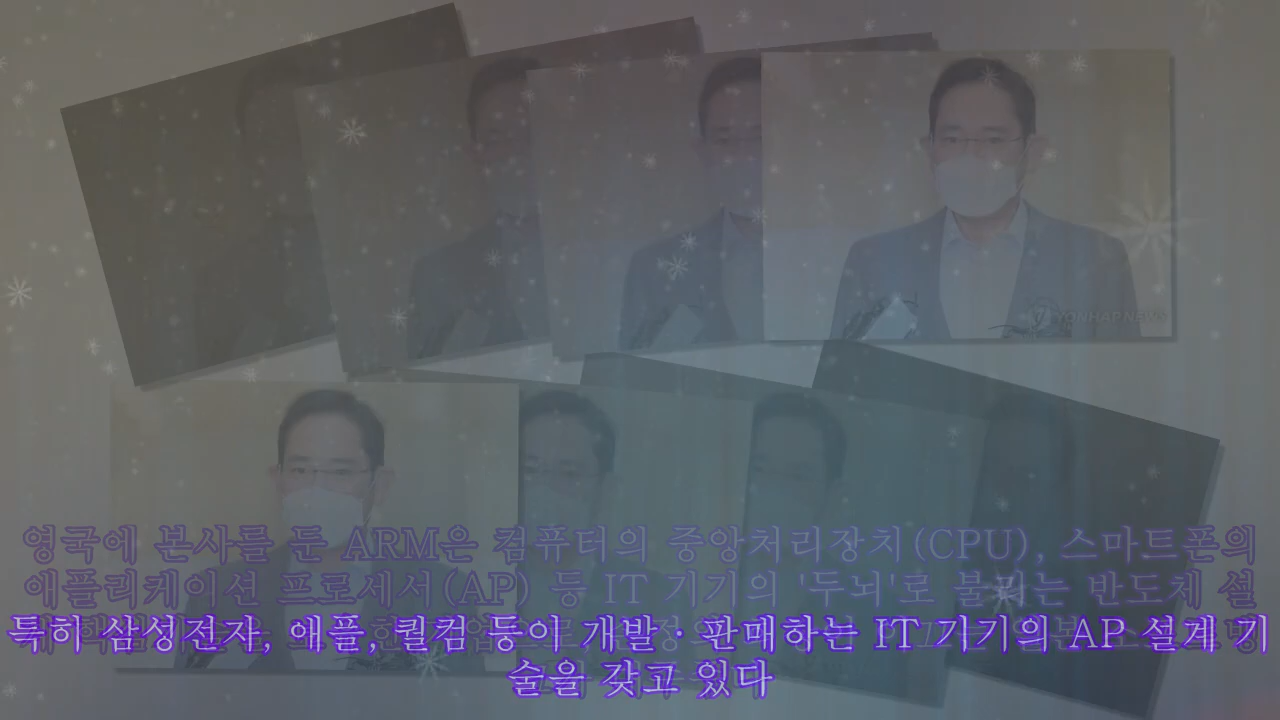 YONHAPNEWS
영국에 본사를 둔 ARM은 컴퓨터의 중앙처리장치(CPU), 스마트폰의
애플리케이션 프로세서(AP) 등 IT 기기의 '두뇌'로 불리는 반도체 설
특히 삼성전자, 애플, 퀄컴 등이 개발·판매하는 IT 기기의 AP 설계 기
술을 갖고 있다